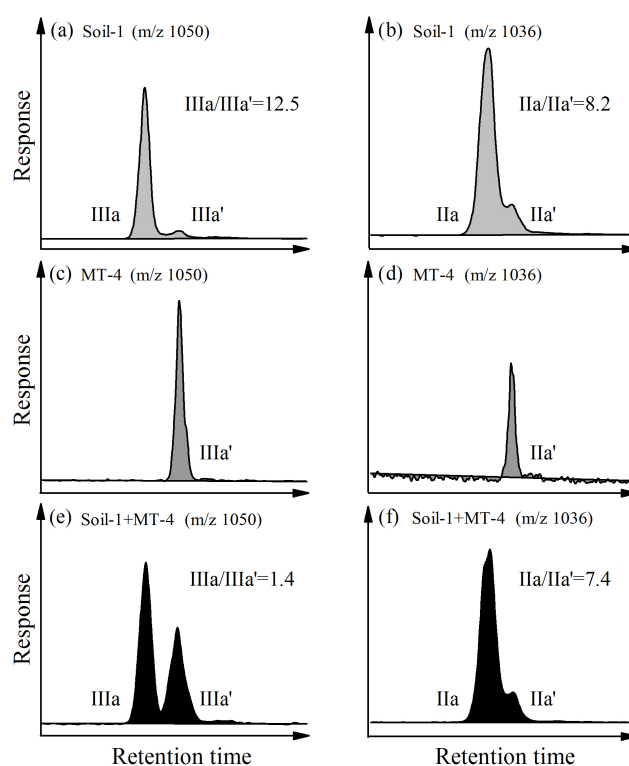 (a) Soil-1 (m/z 1050)
IIIa/IIIa'=12.5
IIIa
IIIa'
Response
(b) Soil-1 (m/z 1036)
IIa/IIa'=8.2
IIa
IIa'
(c) MT-4 (m/z 1050)
IIIa'
Response
(d) MT-4 (m/z 1036)
IIa'
(e) Soil-1+MT-4 (m/z 1050)
IIIa/IIIa'=1.4
IIIa
IIIa'
Response
Retention time
(f) Soil-1+MT-4 (m/z 1036)
IIa/IIa'=7.4
IIa
IIa'
Retention time